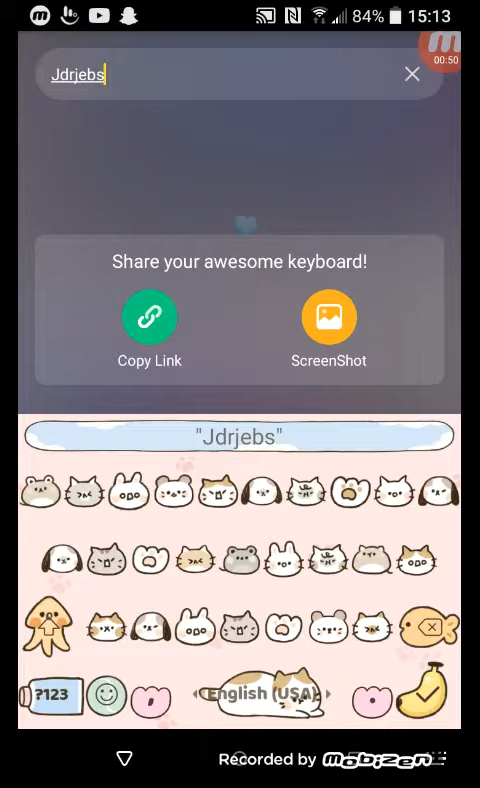 84% 15:13
00:50
Jdrjebs
Share your awesome keyboard!
Copy Link
ScreenShot
"Jdrjebs"
?123
English (USA)
Recorded by Mobizen